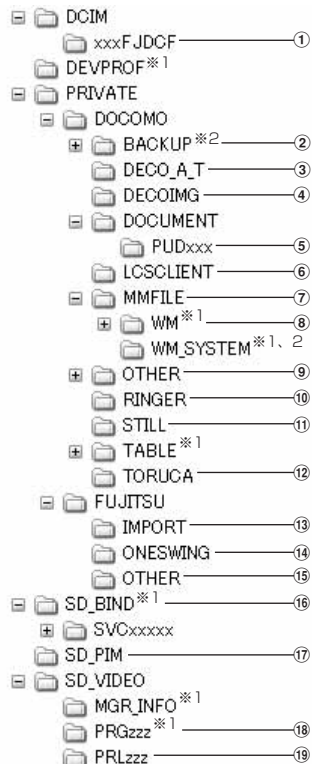 DCIM
xxxFJDCF ①
DEVPROF※1
PRIVATE
DOCOMO
BACKUP※2 ②
DECO_A_T ③
DECOIMG ④
DOCUMENT
PUDxxx ⑤
LCSCLIENT ⑥
MMFILE ⑦
WM※1 ⑧
WM_SYSTEM※1、2
OTHER ⑨
RINGER ⑩
STILL ⑪
TABLE※1
TORUCA ⑫
FUJITSU
IMPORT ⑬
ONESWING ⑭
OTHER ⑮
SD_BIND※1 ⑯
SVCxxxxx
SD_PIM ⑰
SD_VIDEO
MGR_INFO※1
PRGzzz※1 ⑱
PRLzzz ⑲